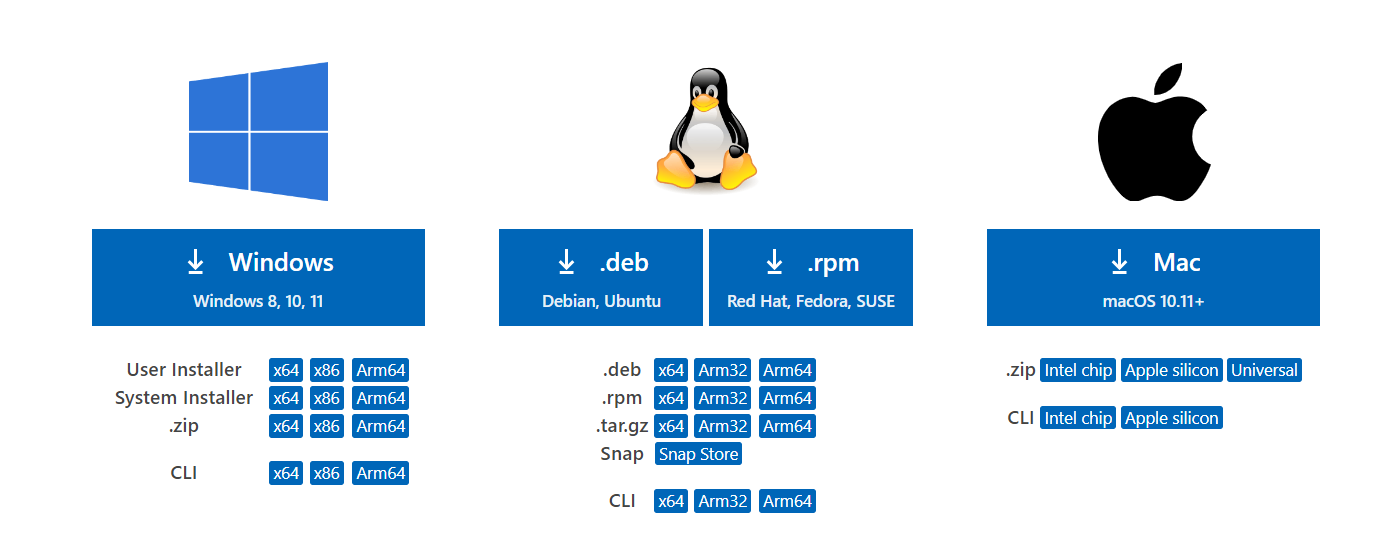 Windows
Windows 8, 10, 11
User Installer x64 x86 Arm64
System Installer x64 x86 Arm64
.zip x64 x86 Arm64
CLI x64 x86 Arm64
.deb
Debian, Ubuntu
.rpm
Red Hat, Fedora, SUSE
.deb x64 Arm32 Arm64
.rpm x64 Arm32 Arm64
.tar.gz x64 Arm32 Arm64
Snap Snap Store
CLI x64 Arm32 Arm64
Mac
macOS 10.11+
.zip Intel chip Apple silicon Universal
CLI Intel chip Apple silicon